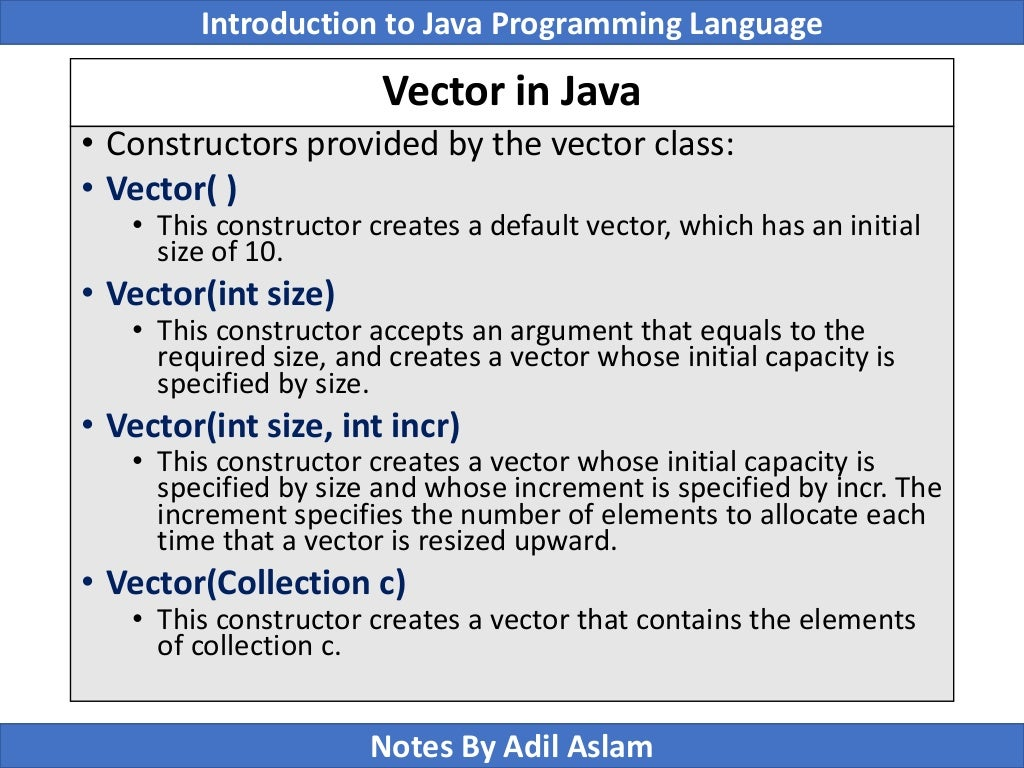 Introduction to Java Programming Language
Vector in Java
• Constructors provided by the vector class:
• Vector( )
• This constructor creates a default vector, which has an initial
size of 10.
• Vector(int size)
• This constructor accepts an argument that equals to the
required size, and creates a vector whose initial capacity is
specified by size.
• Vector(int size, int incr)
• This constructor creates a vector whose initial capacity is
specified by size and whose increment is specified by incr. The
increment specifies the number of elements to allocate each
time that a vector is resized upward.
• Vector(Collection c)
• This constructor creates a vector that contains the elements
of collection c.
Notes By Adil Aslam